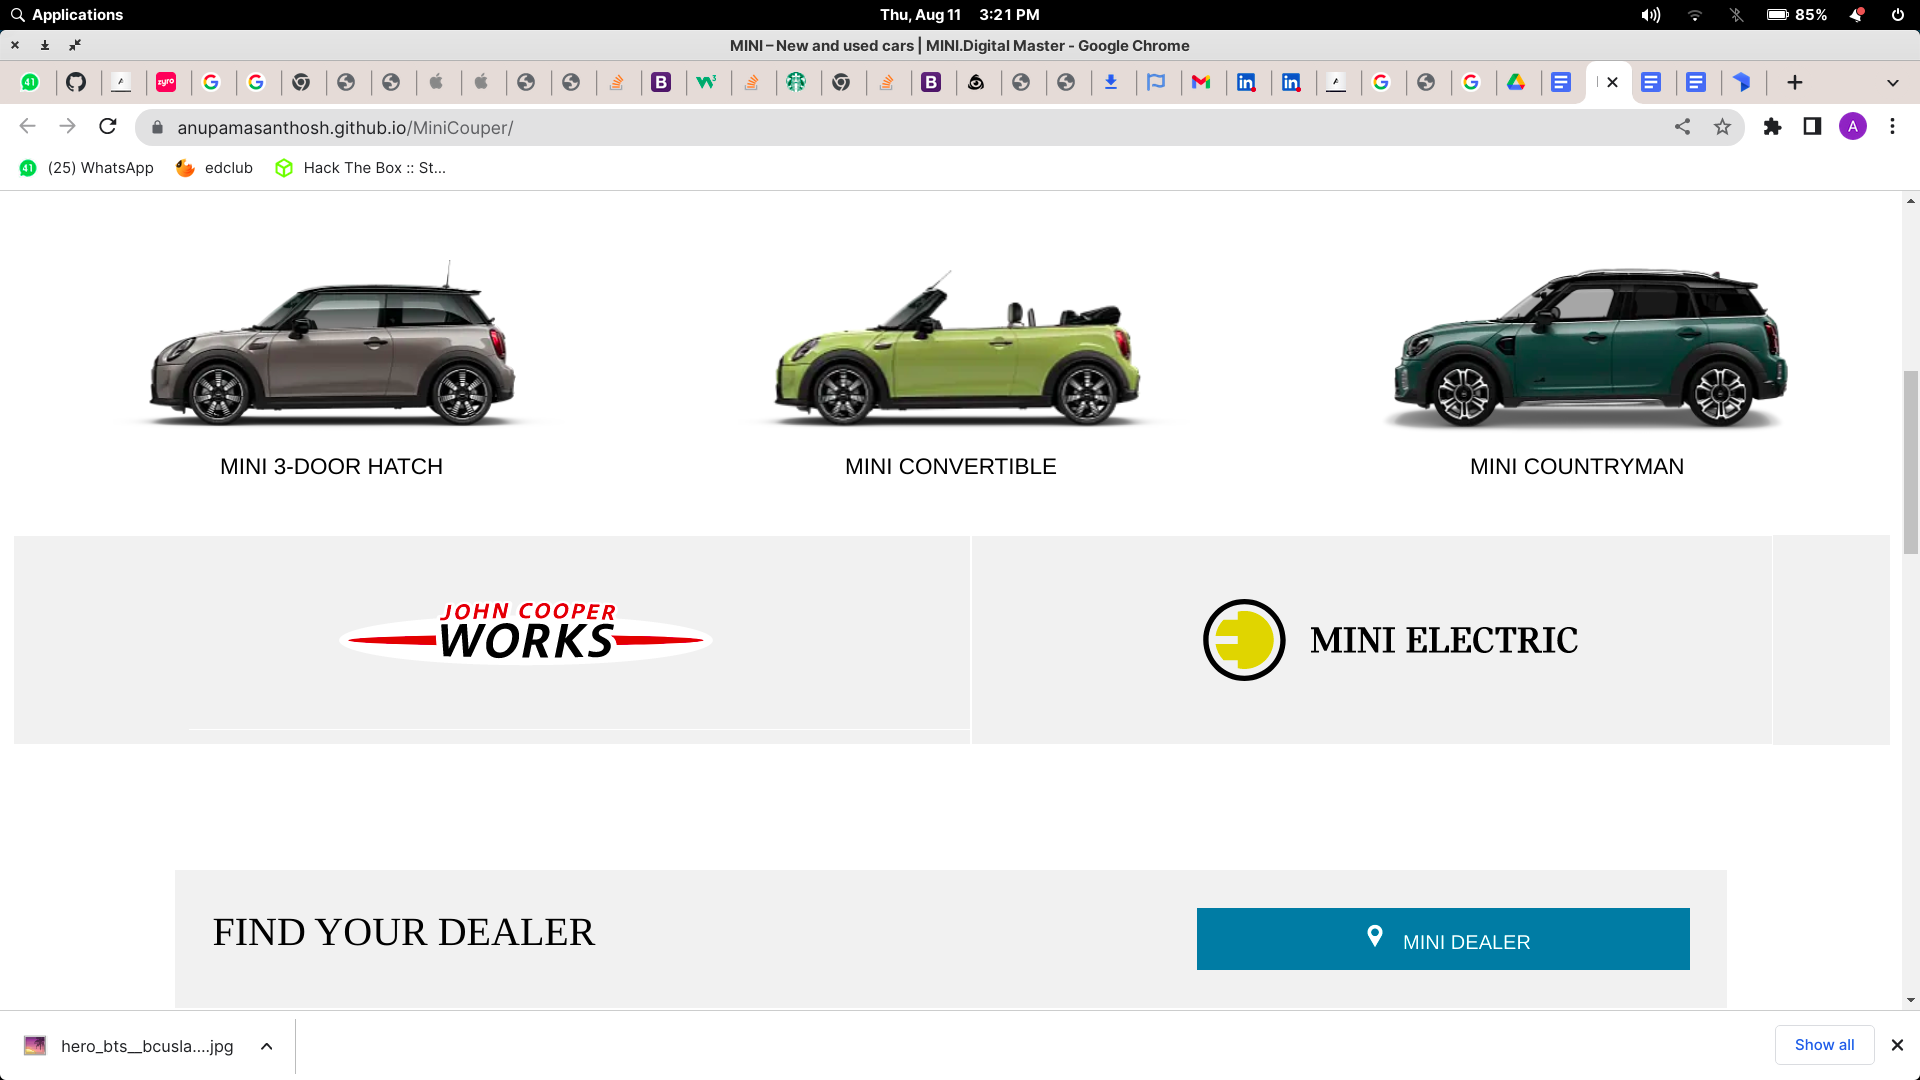 Applications
Thu, Aug 11 3:21 PM
85%
MINI – New and used cars | MINI.Digital Master - Google Chrome
anupamasanthosh.github.io/MiniCouper/
A
(25) WhatsApp
edclub
Hack The Box :: St...
MINI 3-DOOR HATCH
MINI CONVERTIBLE
MINI COUNTRYMAN
JOHN COOPER
WORKS
MINI ELECTRIC
FIND YOUR DEALER
MINI DEALER
hero_bts__bcusla....jpg
Show all